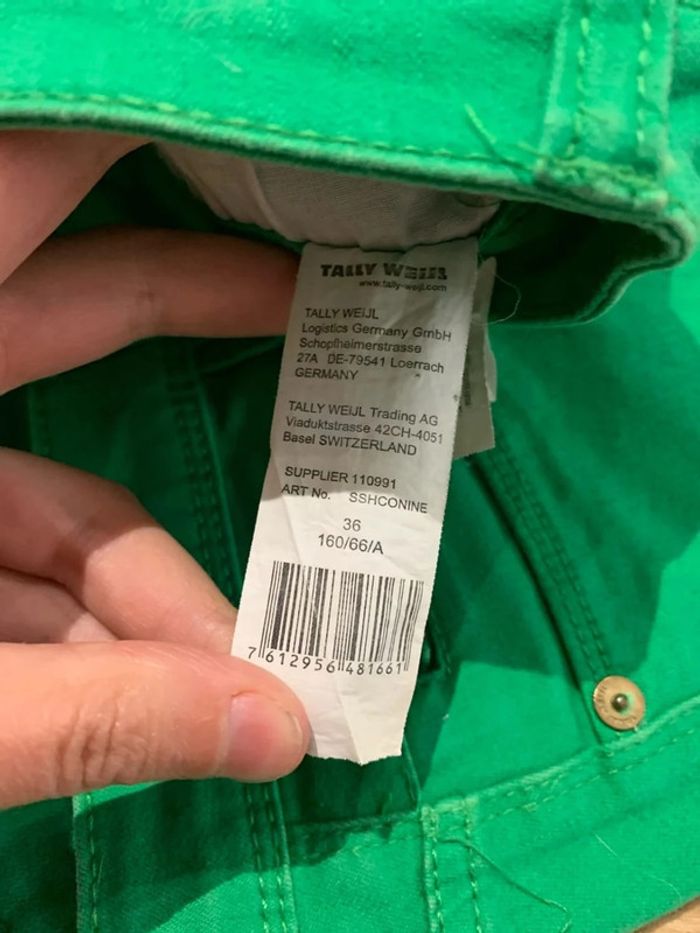 TALLY WEIJL
www.tally-weijl.com
TALLY WEIJL
Logistics Germany GmbH
Schopfheimerstrasse
27A DE-79541 Loerrach
GERMANY
TALLY WEIJL Trading AG
Viaduktstrasse 42CH-4051
Basel SWITZERLAND
SUPPLIER 110991
ART No. SSHCONINE
36
160/66/A
7 612956 481661